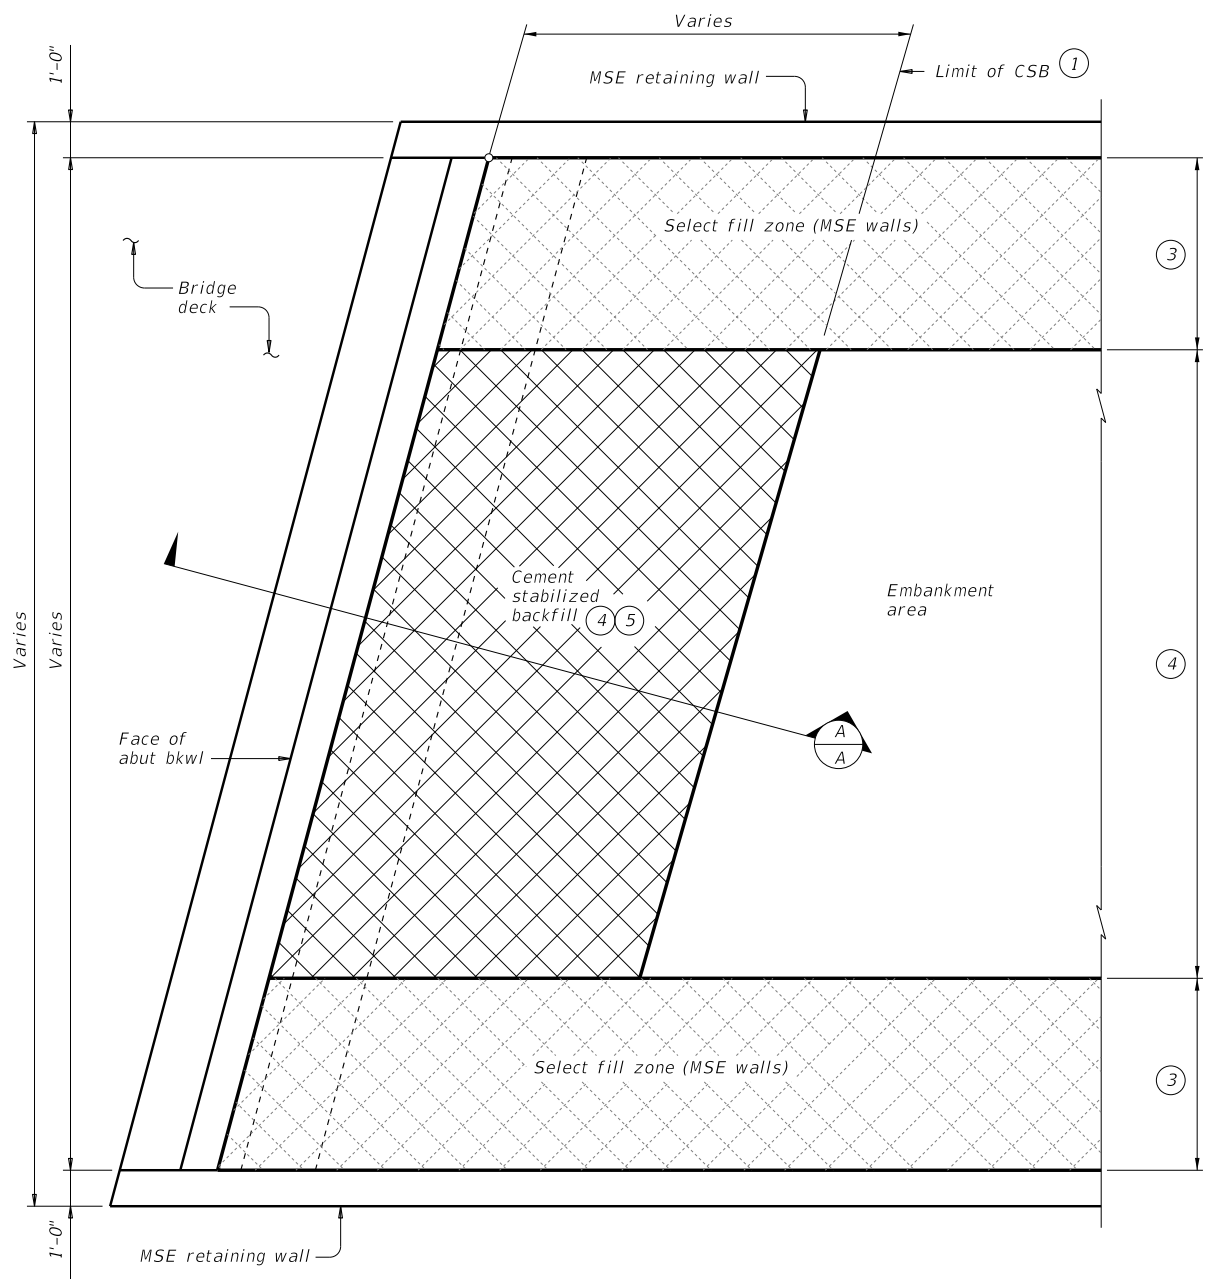 Varies
1'-0"
MSE retaining wall
Limit of CSB 1
Select fill zone (MSE walls)
3
Bridge
deck
Cement
stabilized
backfill 4 5
Embankment
area
Varies
Varies
4
Face of
abut bkwl
A
A
Select fill zone (MSE walls)
3
1'-0"
MSE retaining wall